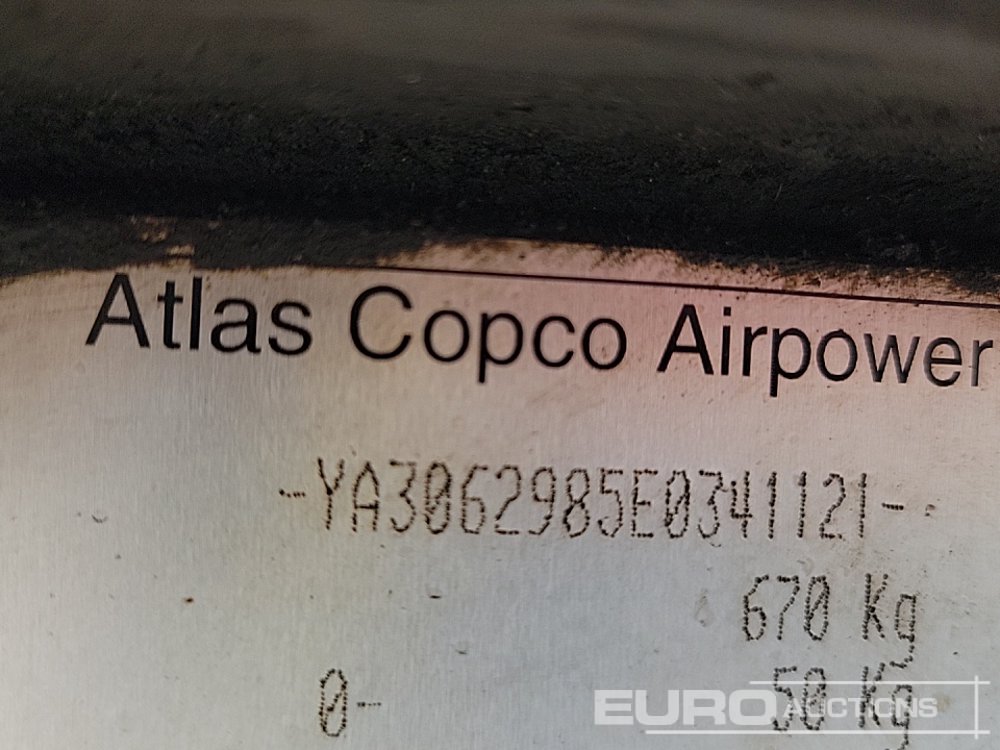 Atlas Copco Airpower
-YA3062985E0341121-
670 Kg
0- 50 Kg
EURO AUCTIONS